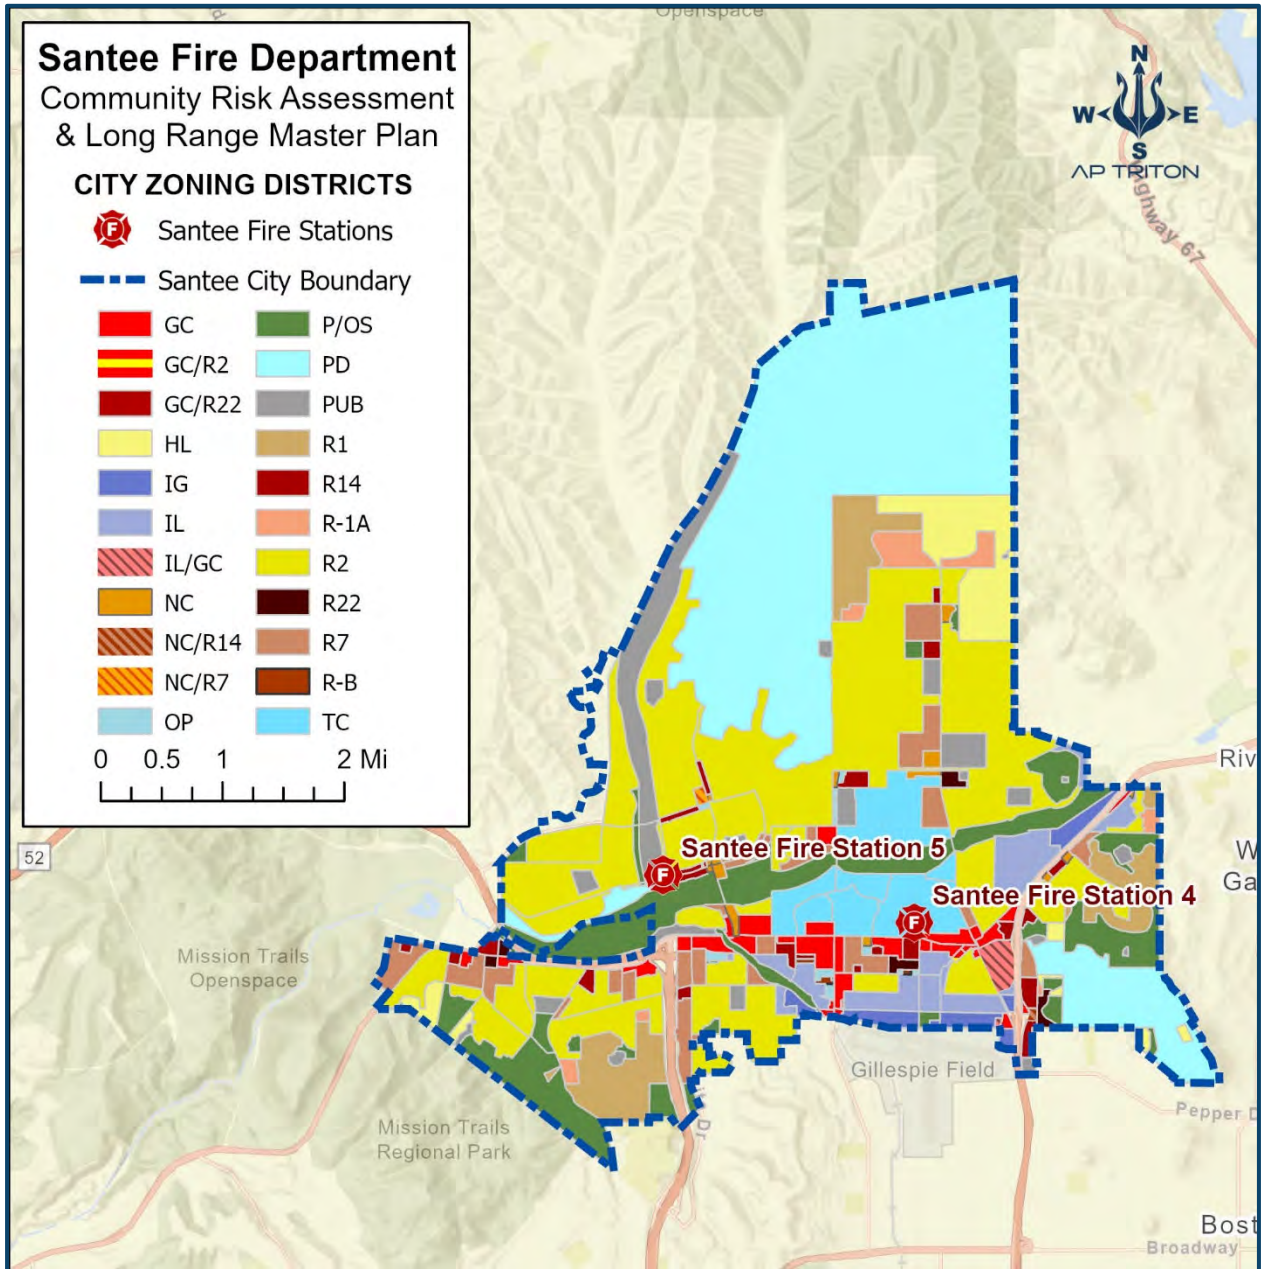 Openspace
Santee Fire Department
Community Risk Assessment
& Long Range Master Plan
CITY ZONING DISTRICTS
F Santee Fire Stations
Santee City Boundary
GC P/OS
GC/R2 PD
GC/R22 PUB
HL R1
IG R14
IL R-1A
IL/GC R2
NC R22
NC/R14 R7
NC/R7 R-B
OP TC
0 0.5 1 2 Mi
N
W E
S
AP TRITON
Highway 67
Riv
52
Santee Fire Station 5
W
Ga
F
Santee Fire Station 4
F
Mission Trails
Openspace
Gillespie Field
Pepper D
Mission Trails
Regional Park
Dr
Bost
Broadway